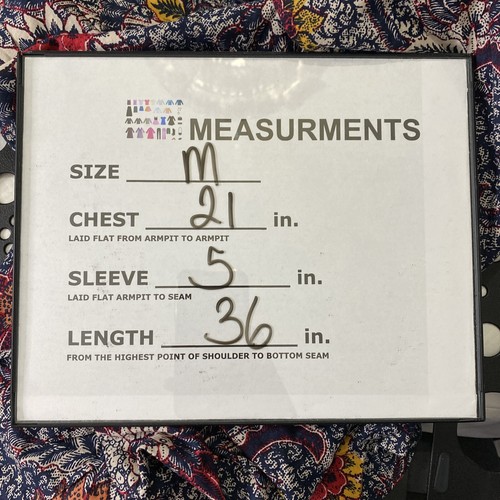 MEASURMENTS
SIZE M
CHEST 21 in.
LAID FLAT FROM ARMPIT TO ARMPIT
SLEEVE 5 in.
LAID FLAT ARMPIT TO SEAM
LENGTH 36 in.
FROM THE HIGHEST POINT OF SHOULDER TO BOTTOM SEAM